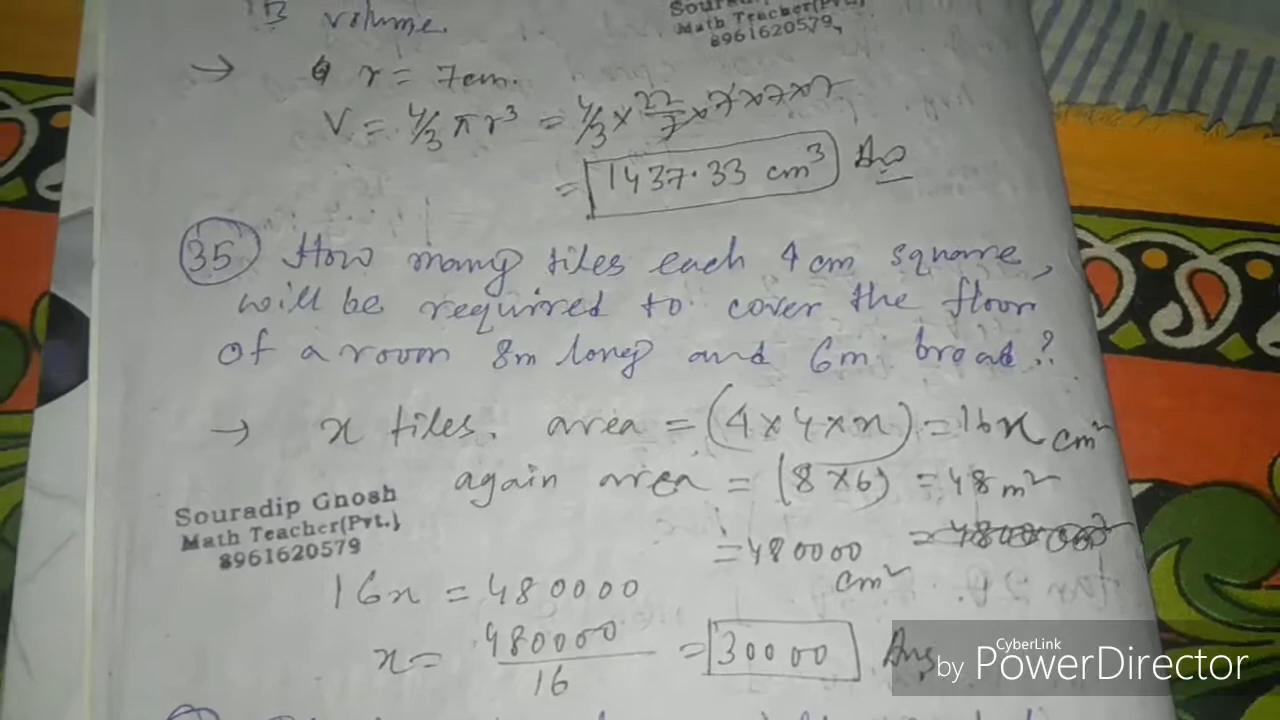 volume.
Math Teacher(Pvt.)
8961620579
→ r = 7cm.
V = 4/3 πr³ = 4/3 × 22/7 × 7×7×7
= 1437.33 cm³ Ans
35 How many tiles each 4cm square,
will be required to cover the floor
of a room 8m long and 6m broad?
→ x tiles. area = (4×4×x) = 16x cm²
again area = (8×6) = 48m²
Souradip Ghosh
Math Teacher(Pvt.)
8961620579
= 480000 cm²
16x = 480000
x = 480000/16 = 30000 Ans
by CyberLink PowerDirector